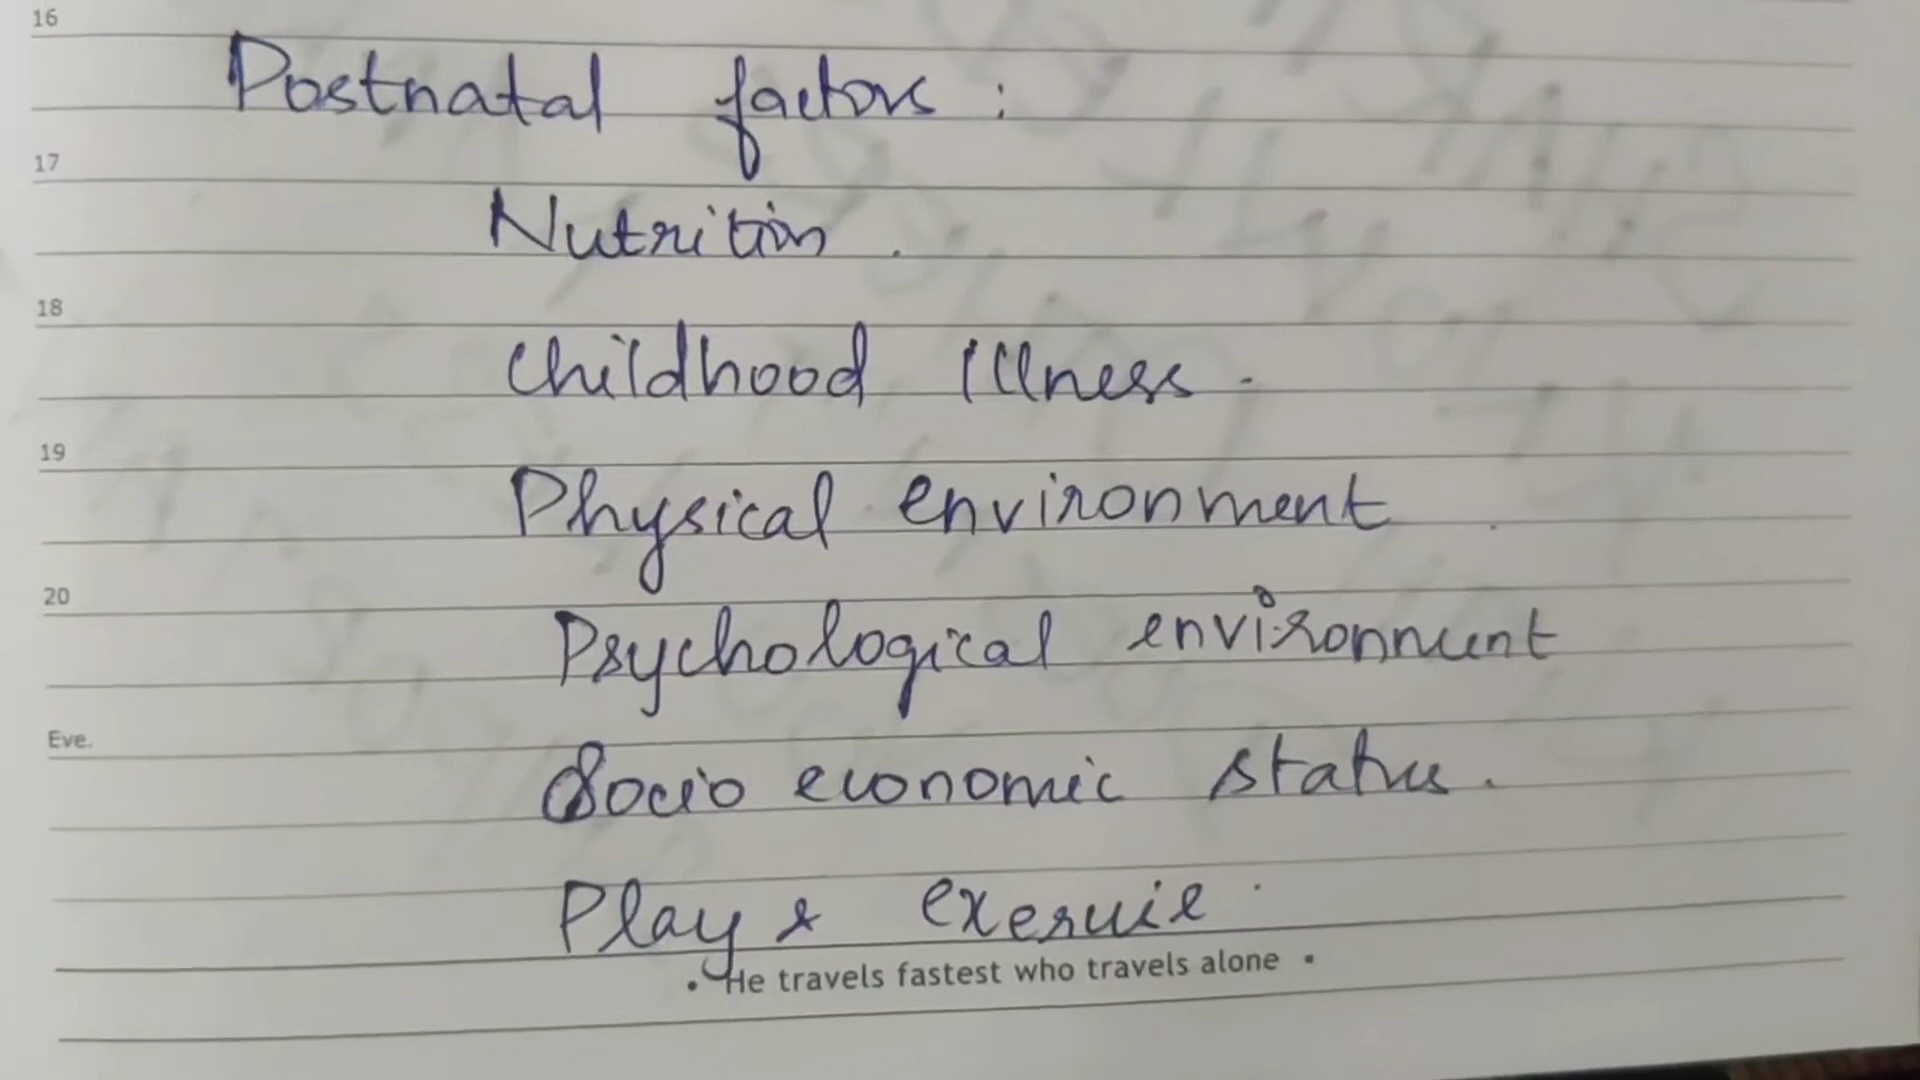 16
Postnatal factors :
17
Nutrition .
18
Childhood Illness .
19
Physical environment .
20
Psychological environment
Eve.
Socio economic status .
Play & exercise .
• He travels fastest who travels alone •